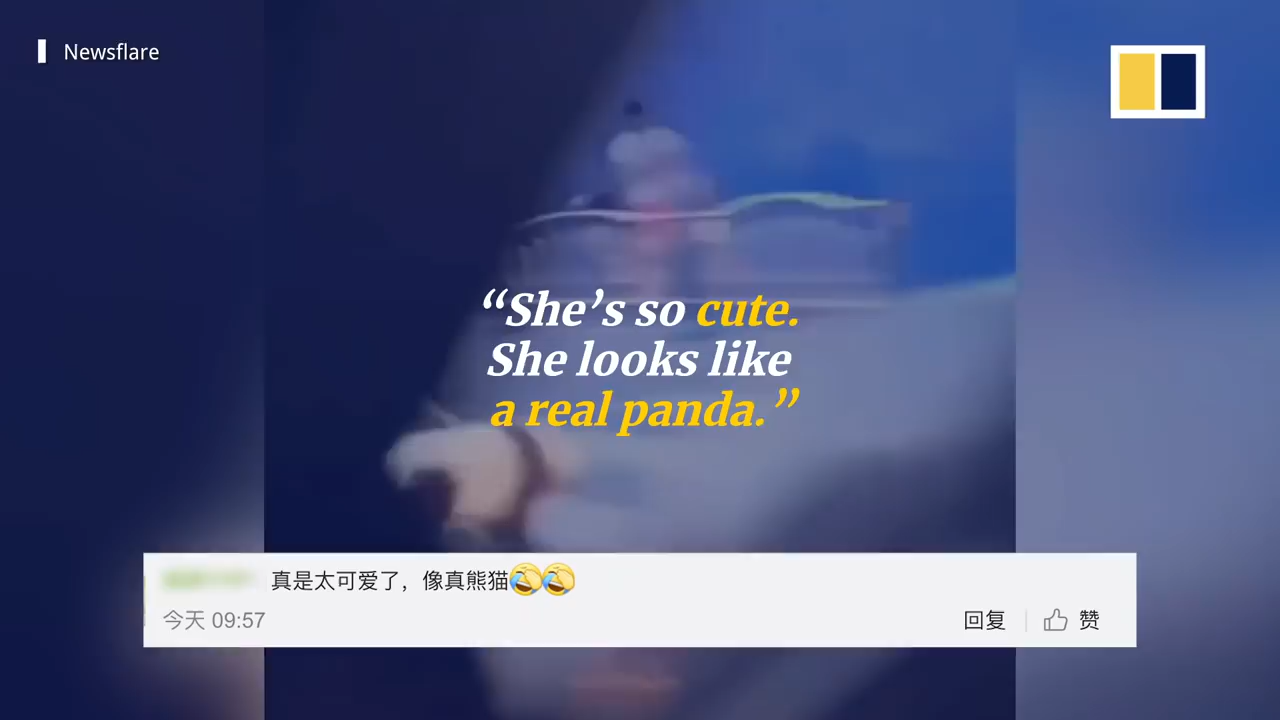 Newsflare
“She’s so cute.
She looks like
a real panda.”
真是太可爱了，像真熊猫🤣🤣
今天 09:57
回复
赞